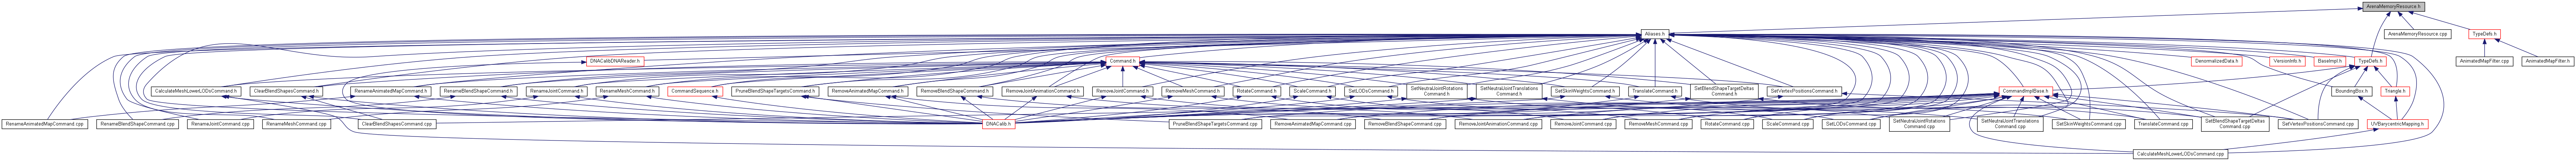 ArenaMemoryResource.h
Aliases.h
ArenaMemoryResource.cpp
TypeDefs.h
DNACalibDNAReader.h
Command.h
DenormalizedData.h
VersionInfo.h
BaseImpl.h
TypeDefs.h
AnimatedMapFilter.cpp
AnimatedMapFilter.h
CalculateMeshLowerLODsCommand.h
ClearBlendShapesCommand.h
RenameAnimatedMapCommand.h
RenameBlendShapeCommand.h
RenameJointCommand.h
RenameMeshCommand.h
CommandSequence.h
PruneBlendShapeTargetsCommand.h
RemoveAnimatedMapCommand.h
RemoveBlendShapeCommand.h
RemoveJointAnimationCommand.h
RemoveJointCommand.h
RemoveMeshCommand.h
RotateCommand.h
ScaleCommand.h
SetLODsCommand.h
SetNeutralJointRotations
Command.h
SetNeutralJointTranslations
Command.h
SetSkinWeightsCommand.h
TranslateCommand.h
SetBlendShapeTargetDeltas
Command.h
SetVertexPositionsCommand.h
CommandImplBase.h
BoundingBox.h
Triangle.h
RenameAnimatedMapCommand.cpp
RenameBlendShapeCommand.cpp
RenameJointCommand.cpp
RenameMeshCommand.cpp
ClearBlendShapesCommand.cpp
DNACalib.h
PruneBlendShapeTargetsCommand.cpp
RemoveAnimatedMapCommand.cpp
RemoveBlendShapeCommand.cpp
RemoveJointAnimationCommand.cpp
RemoveJointCommand.cpp
RemoveMeshCommand.cpp
RotateCommand.cpp
ScaleCommand.cpp
SetLODsCommand.cpp
SetNeutralJointRotations
Command.cpp
SetNeutralJointTranslations
Command.cpp
SetSkinWeightsCommand.cpp
TranslateCommand.cpp
SetBlendShapeTargetDeltas
Command.cpp
SetVertexPositionsCommand.cpp
UVBarycentricMapping.h
CalculateMeshLowerLODsCommand.cpp